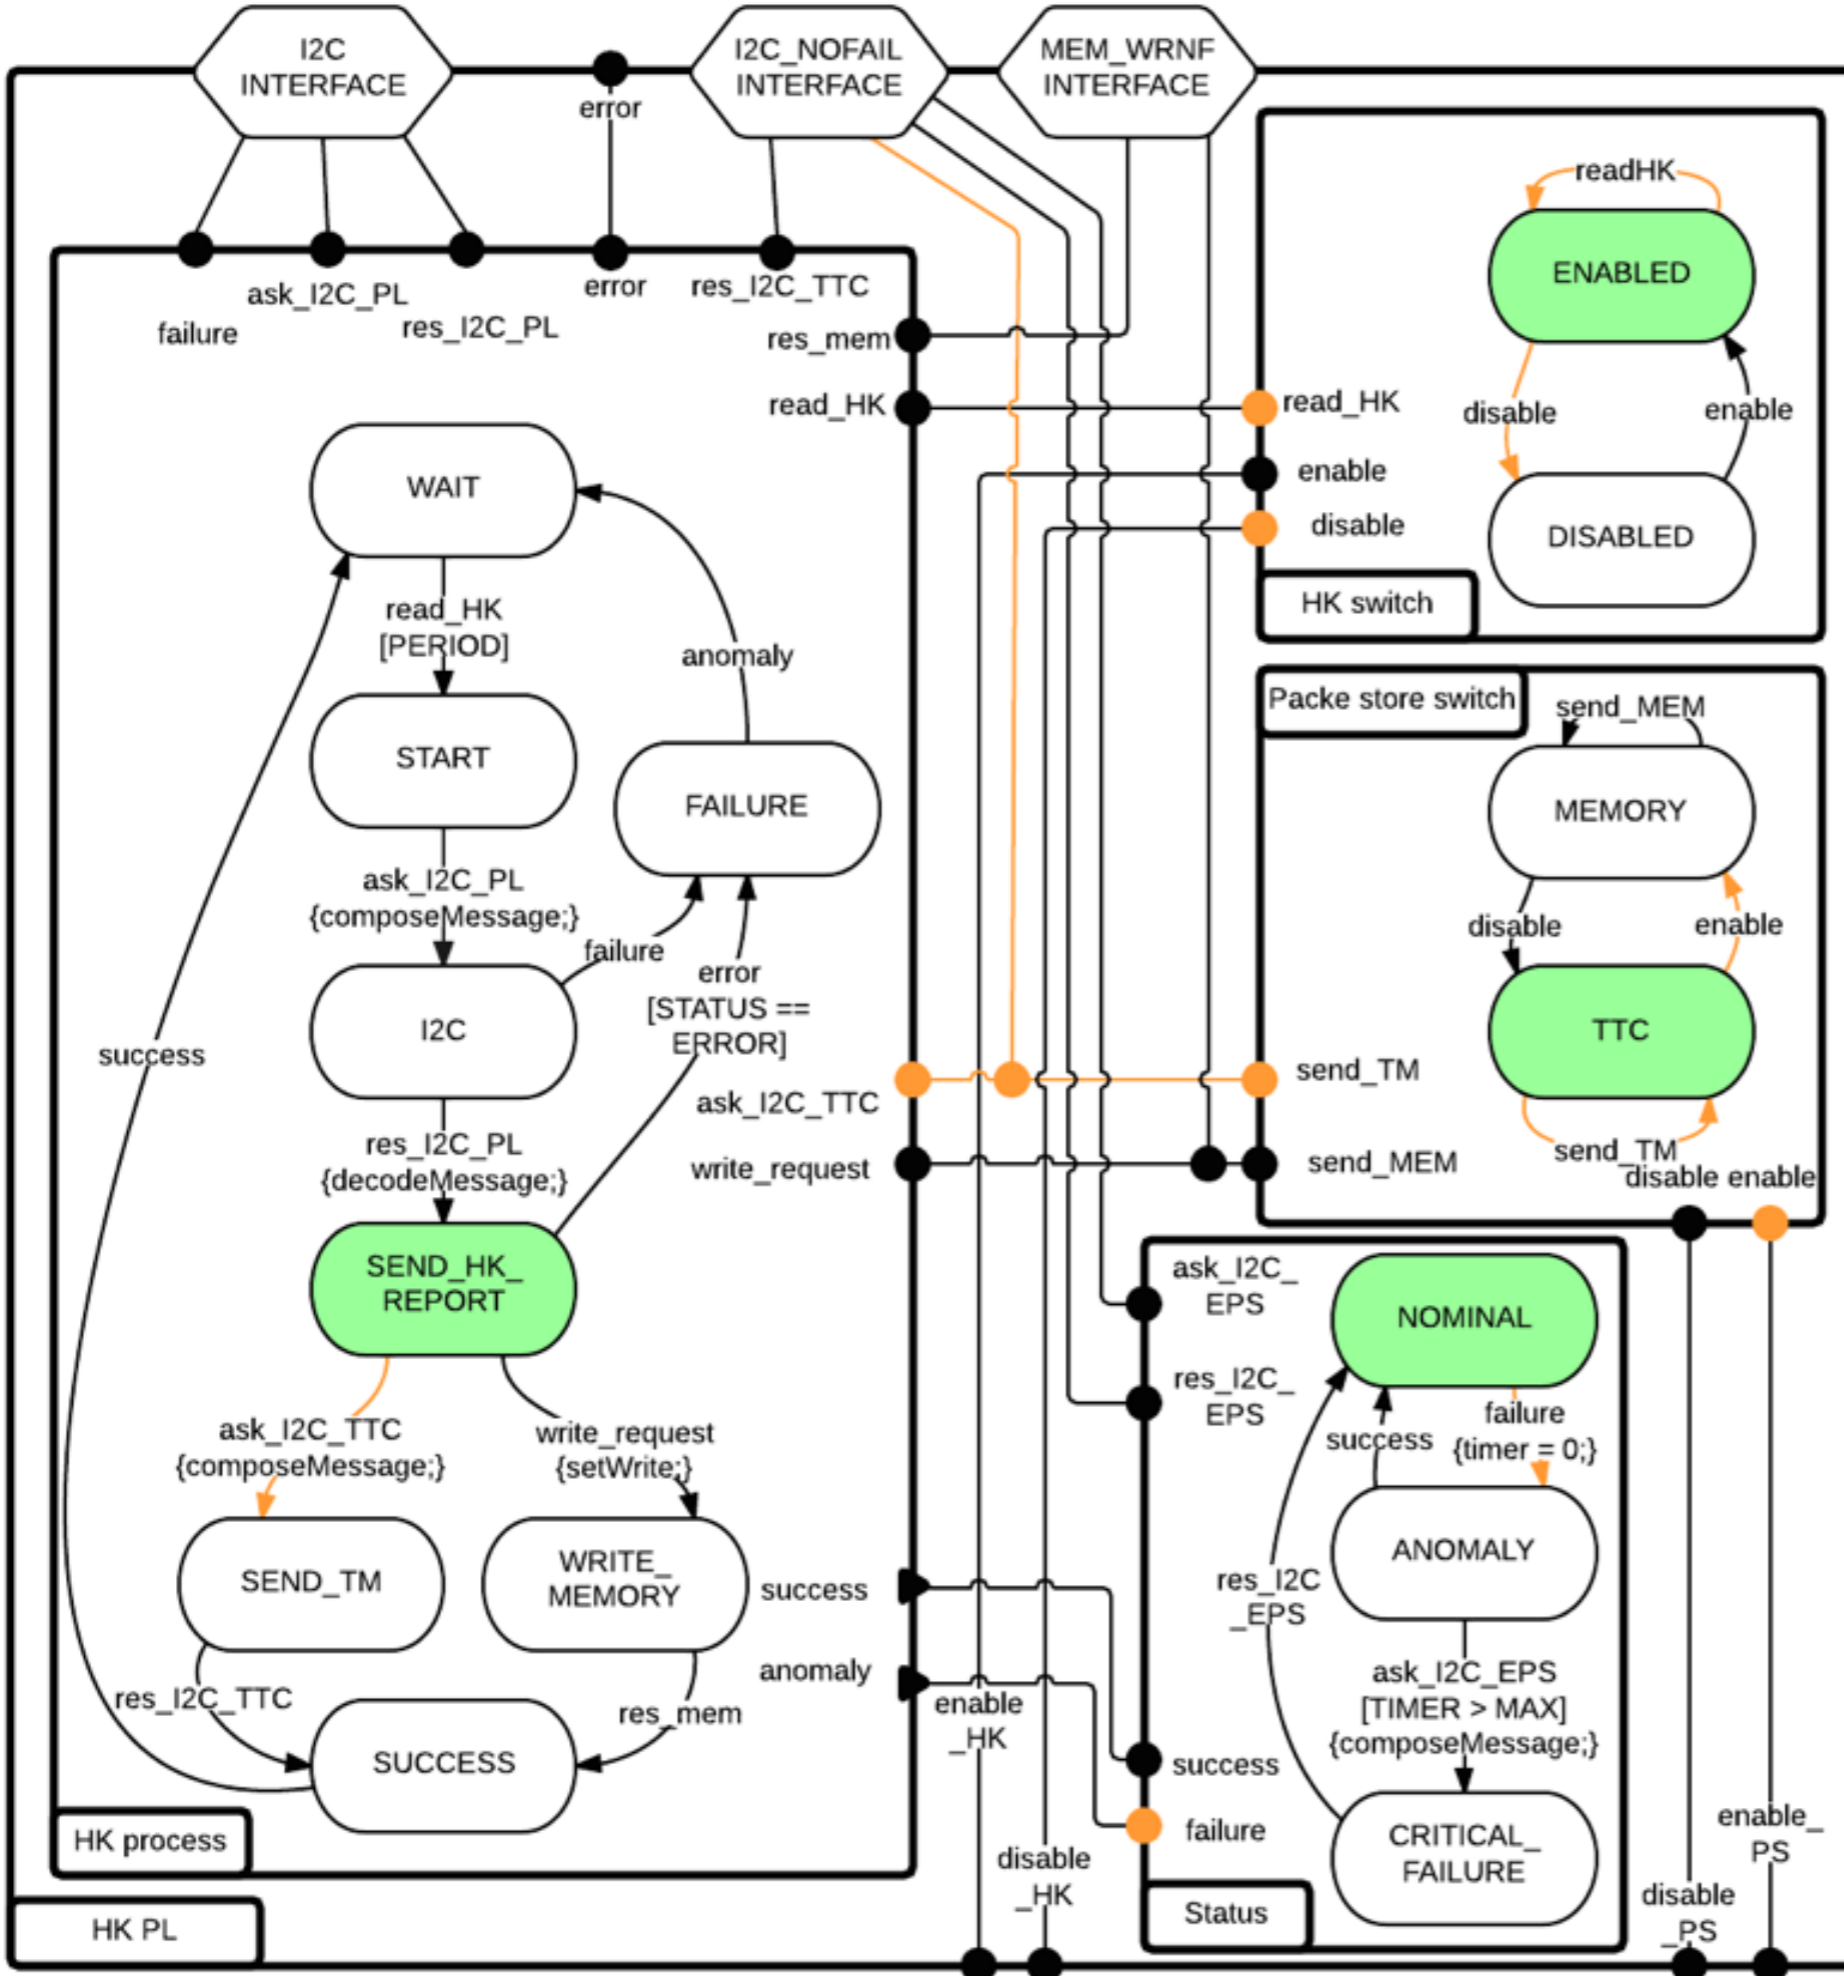 I2C
INTERFACE
error
I2C_NOFAIL
INTERFACE
MEM_WRNF
INTERFACE
failure
ask_I2C_PL
res_I2C_PL
error
res_I2C_TTC
res_mem
read_HK
WAIT
read_HK
[PERIOD]
START
anomaly
FAILURE
ask_I2C_PL
{composeMessage;}
failure
I2C
error
[STATUS ==
ERROR]
success
ask_I2C_TTC
res_I2C_PL
{decodeMessage;}
write_request
SEND_HK_
REPORT
ask_I2C_TTC
{composeMessage;}
write_request
{setWrite;}
SEND_TM
WRITE_
MEMORY
success
anomaly
res_I2C_TTC
res_mem
SUCCESS
HK process
HK PL
readHK
ENABLED
read_HK
disable
enable
enable
disable
DISABLED
HK switch
Packe store switch
send_MEM
MEMORY
disable
enable
TTC
send_TM
send_TM
send_MEM
disable enable
ask_I2C_
EPS
NOMINAL
res_I2C_
EPS
failure
{timer = 0;}
success
ANOMALY
res_I2C
_EPS
ask_I2C_EPS
[TIMER > MAX]
{composeMessage;}
success
failure
CRITICAL_
FAILURE
Status
enable
_HK
disable
_HK
disable
_PS
enable_
PS